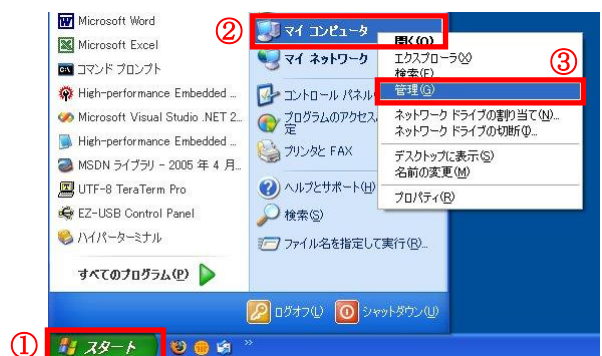 Microsoft Word
Microsoft Excel
コマンド プロンプト
High-performance Embedded ...
Microsoft Visual Studio .NET 2...
High-performance Embedded ...
MSDN ライブラリ - 2005 年 4 月...
UTF-8 TeraTerm Pro
EZ-USB Control Panel
ハイパーターミナル
すべてのプログラム(P)
②
マイ コンピュータ
マイ ネットワーク
コントロール パネル
プログラムのアクセス
定
プリンタと FAX
ヘルプとサポート(H)
検索(S)
ファイル名を指定して実行(R)...
開く(O)
エクスプローラ(X)
検索(E)
③
管理(G)
ネットワーク ドライブの割り当て(N)...
ネットワーク ドライブの切断(I)...
デスクトップに表示(S)
名前の変更(M)
プロパティ(R)
ログオフ(L)
シャットダウン(U)
①
スタート
»